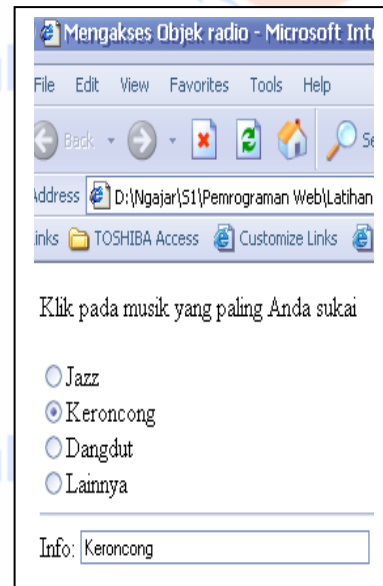 Mengakses Objek radio - Microsoft Int
File Edit View Favorites Tools Help
Back
Address D:\Ngajar\S1\Pemrograman Web\Latihan
inks TOSHIBA Access Customize Links
Klik pada musik yang paling Anda sukai
Jazz
Keroncong
Dangdut
Lainnya
Info: Keroncong